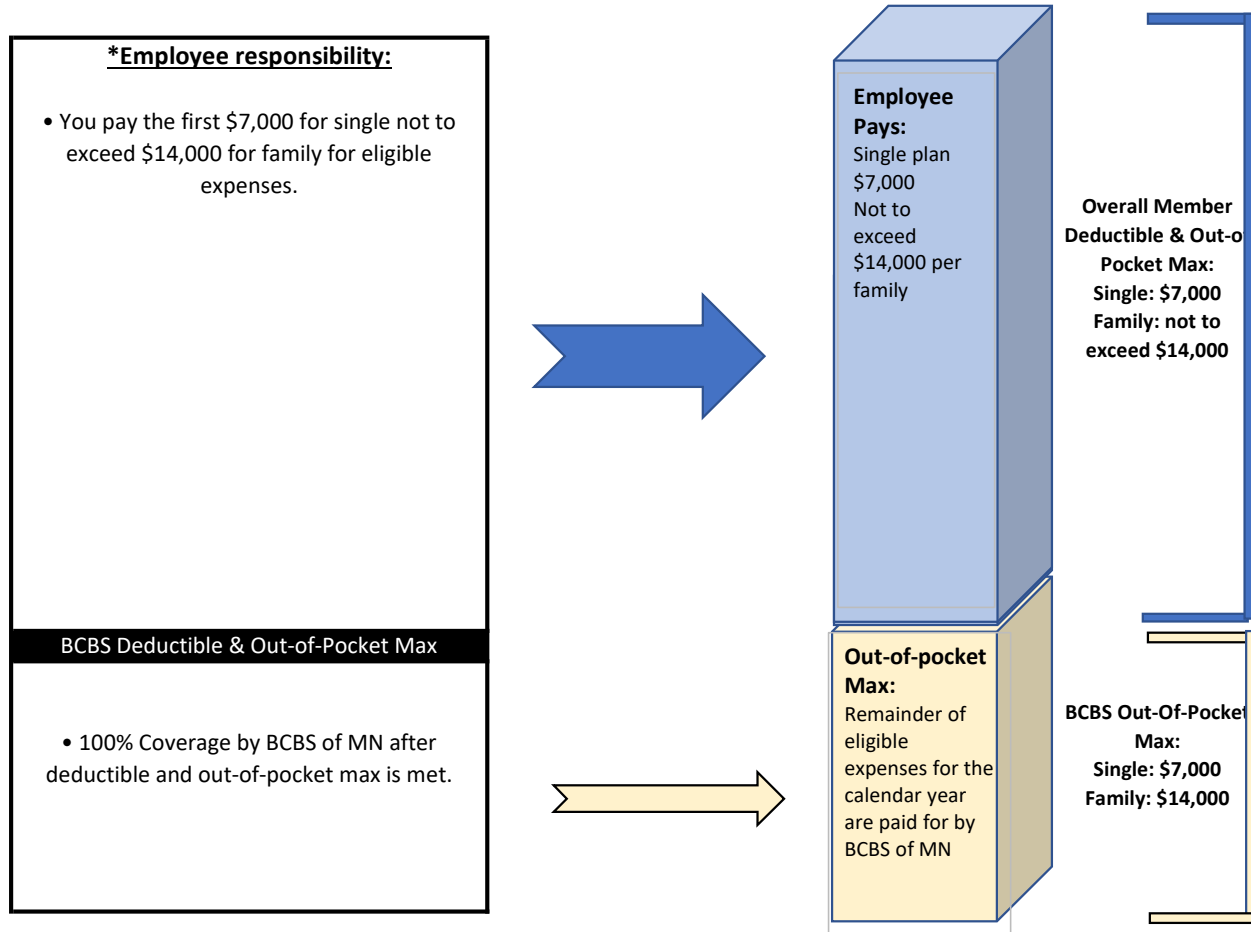 *Employee responsibility:
• You pay the first $7,000 for single not to
exceed $14,000 for family for eligible
expenses.
BCBS Deductible & Out-of-Pocket Max
• 100% Coverage by BCBS of MN after
deductible and out-of-pocket max is met.
Employee
Pays:
Single plan
$7,000
Not to
exceed
$14,000 per
family
Out-of-pocket
Max:
Remainder of
eligible
expenses for the
calendar year
are paid for by
BCBS of MN
Overall Member
Deductible & Out-o
Pocket Max:
Single: $7,000
Family: not to
exceed $14,000
BCBS Out-Of-Pocket
Max:
Single: $7,000
Family: $14,000